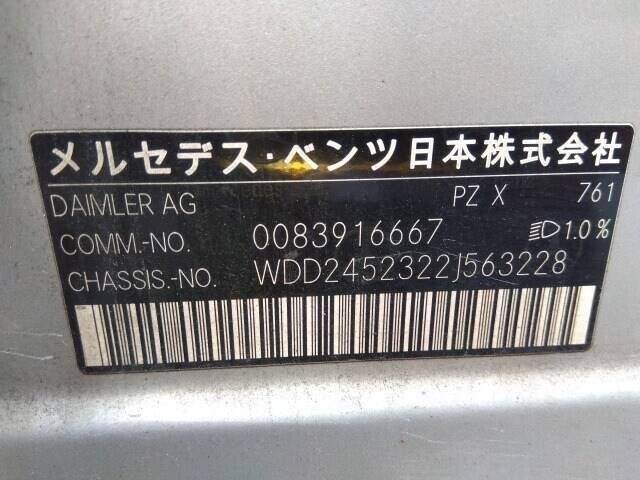 メルセデス・ベンツ日本株式会社
DAIMLER AG PZ X 761
COMM.-NO. 0083916667 1.0%
CHASSIS.-NO. WDD2452322J563228